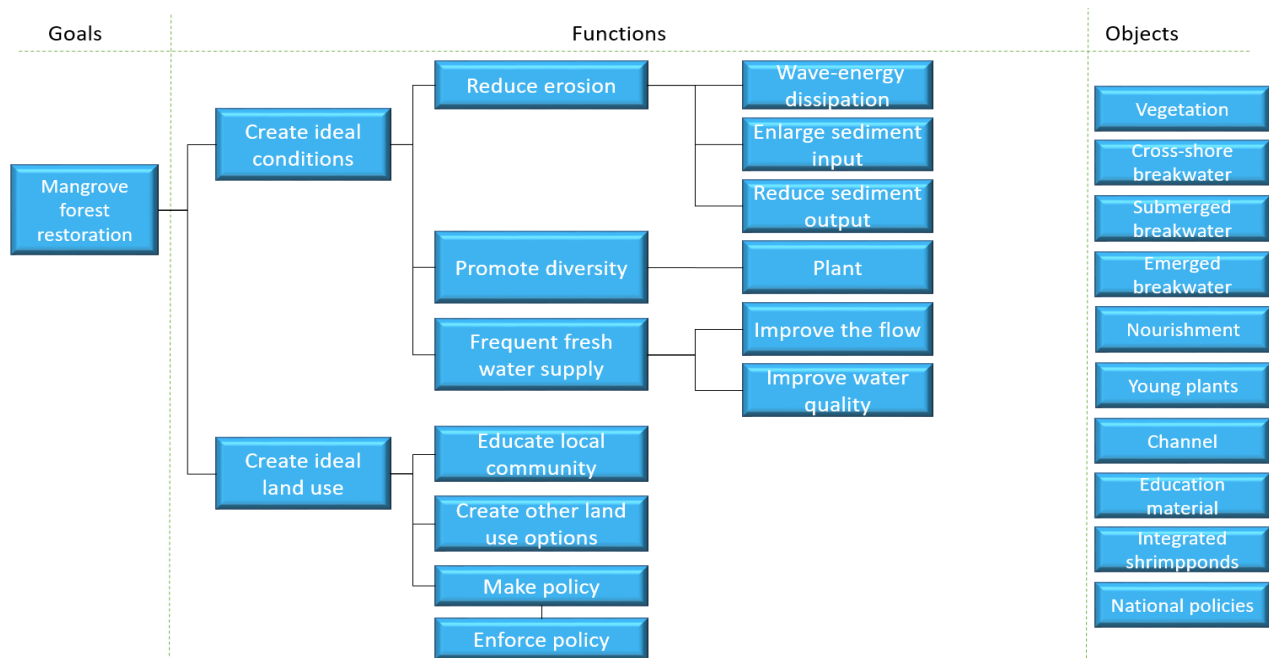 Goals
Functions
Objects
Mangrove
forest
restoration
Create ideal
conditions
Create ideal
land use
Reduce erosion
Promote diversity
Frequent fresh
water supply
Educate local
community
Create other land
use options
Make policy
Enforce policy
Wave-energy
dissipation
Enlarge sediment
input
Reduce sediment
output
Plant
Improve the flow
Improve water
quality
Vegetation
Cross-shore
breakwater
Submerged
breakwater
Emerged
breakwater
Nourishment
Young plants
Channel
Education
material
Integrated
shrimpponds
National policies